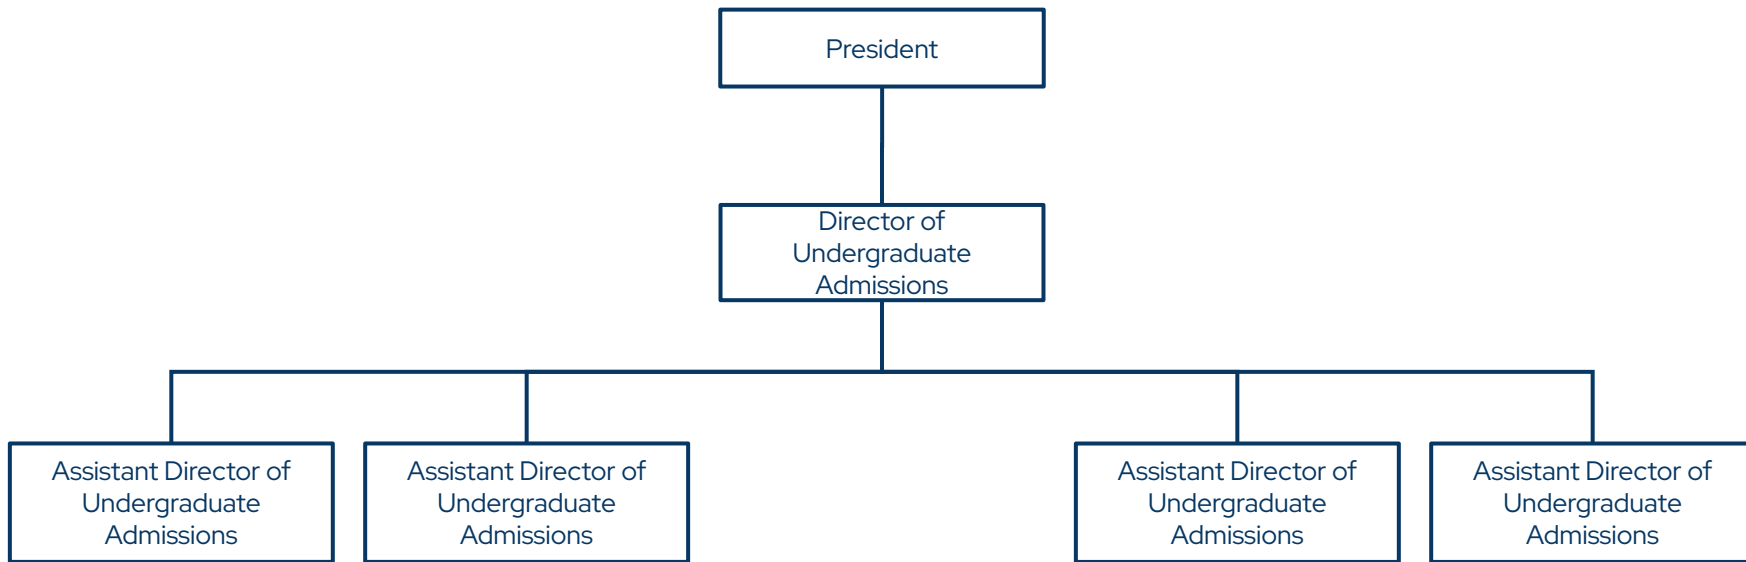 President
Director of
Undergraduate
Admissions
Assistant Director of
Undergraduate
Admissions
Assistant Director of
Undergraduate
Admissions
Assistant Director of
Undergraduate
Admissions
Assistant Director of
Undergraduate
Admissions